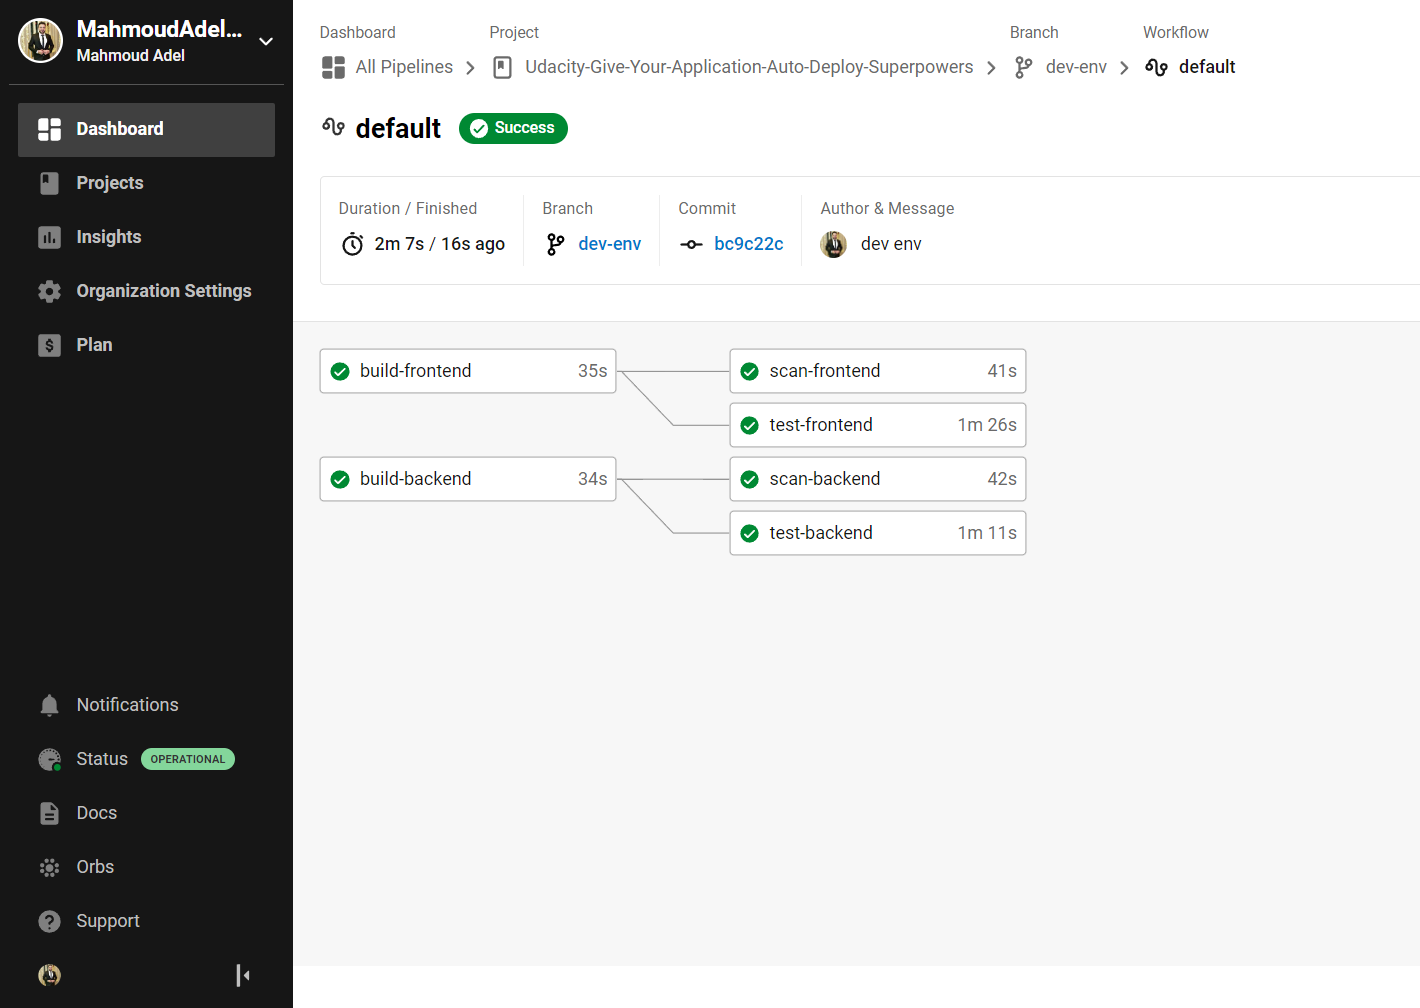 MahmoudAdel...
Mahmoud Adel
Dashboard
Projects
Insights
Organization Settings
Plan
Notifications
Status OPERATIONAL
Docs
Orbs
Support
Dashboard Project Branch Workflow
All Pipelines Udacity-Give-Your-Application-Auto-Deploy-Superpowers dev-env default
default Success
Duration / Finished Branch Commit Author & Message
2m 7s / 16s ago dev-env bc9c22c dev env
build-frontend 35s scan-frontend 41s
test-frontend 1m 26s
build-backend 34s scan-backend 42s
test-backend 1m 11s